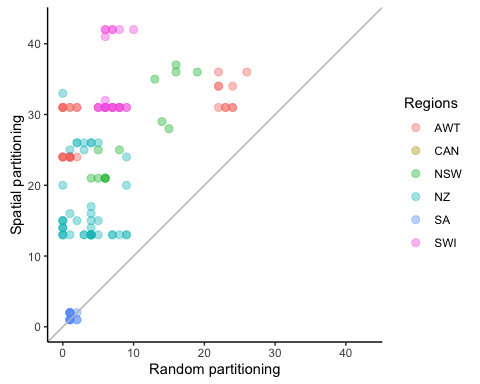 40
30
20
10
0
Spatial partitioning
0
10
20
30
40
Random partitioning
Regions
AWT
CAN
NSW
NZ
SA
SWI